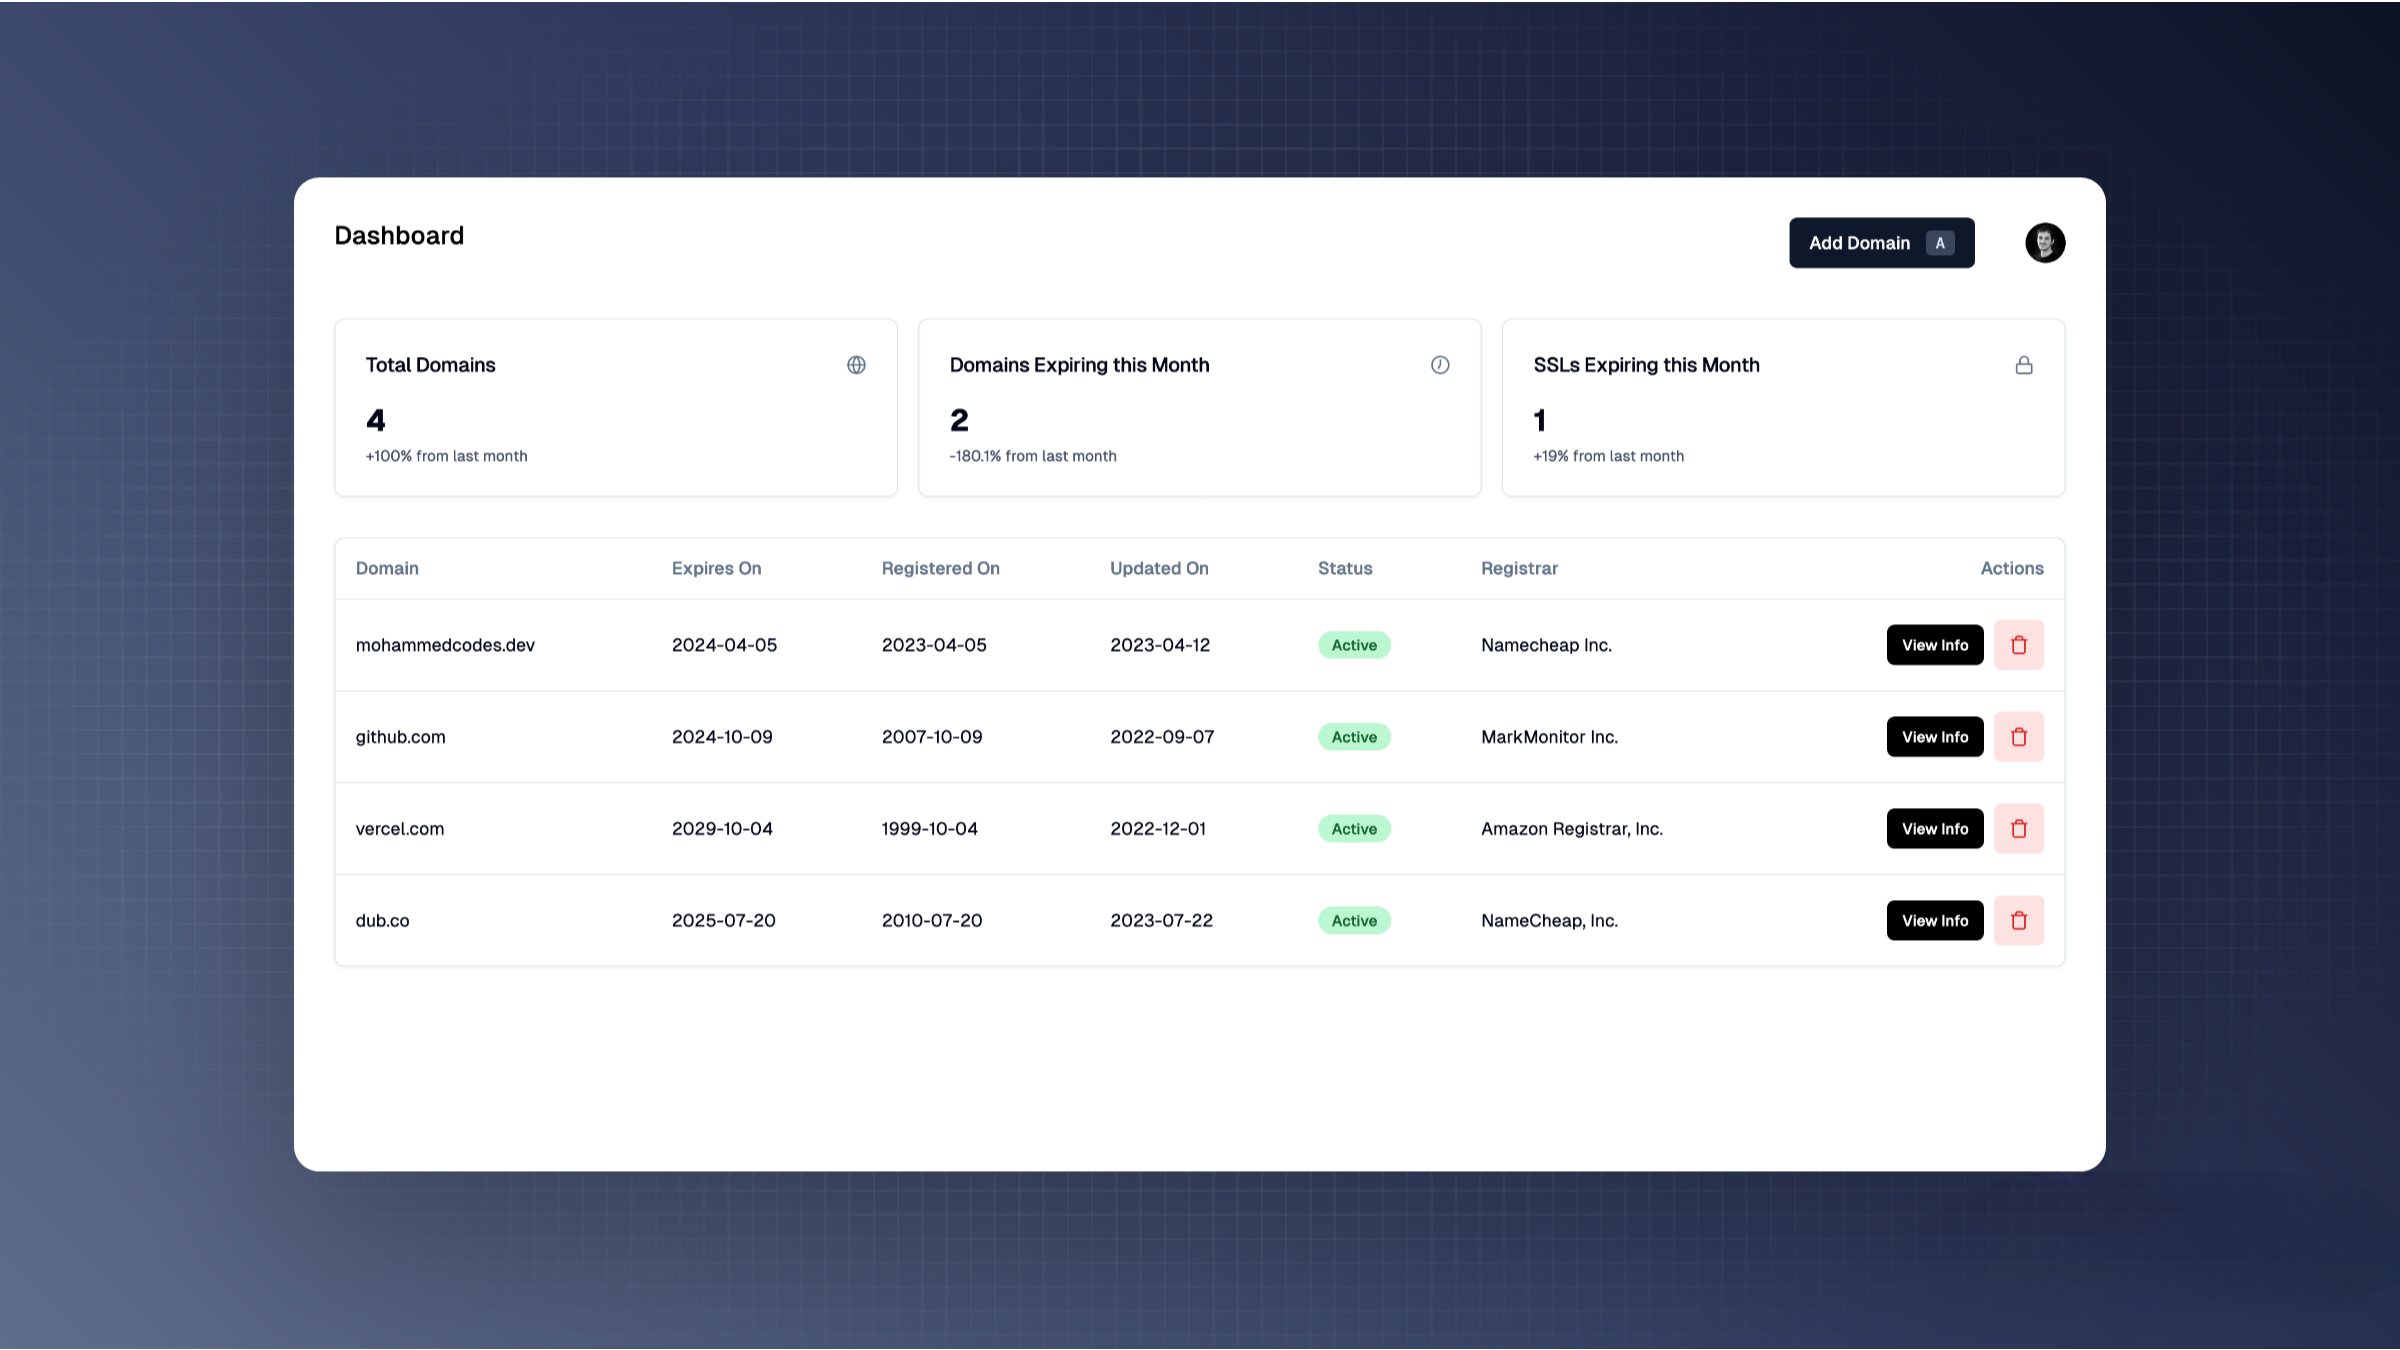 Dashboard
Add Domain A
Total Domains
4
+100% from last month
Domains Expiring this Month
2
-180.1% from last month
SSLs Expiring this Month
1
+19% from last month
Domain Expires On Registered On Updated On Status Registrar Actions
mohammedcodes.dev 2024-04-05 2023-04-05 2023-04-12 Active Namecheap Inc. View Info
github.com 2024-10-09 2007-10-09 2022-09-07 Active MarkMonitor Inc. View Info
vercel.com 2029-10-04 1999-10-04 2022-12-01 Active Amazon Registrar, Inc. View Info
dub.co 2025-07-20 2010-07-20 2023-07-22 Active NameCheap, Inc. View Info